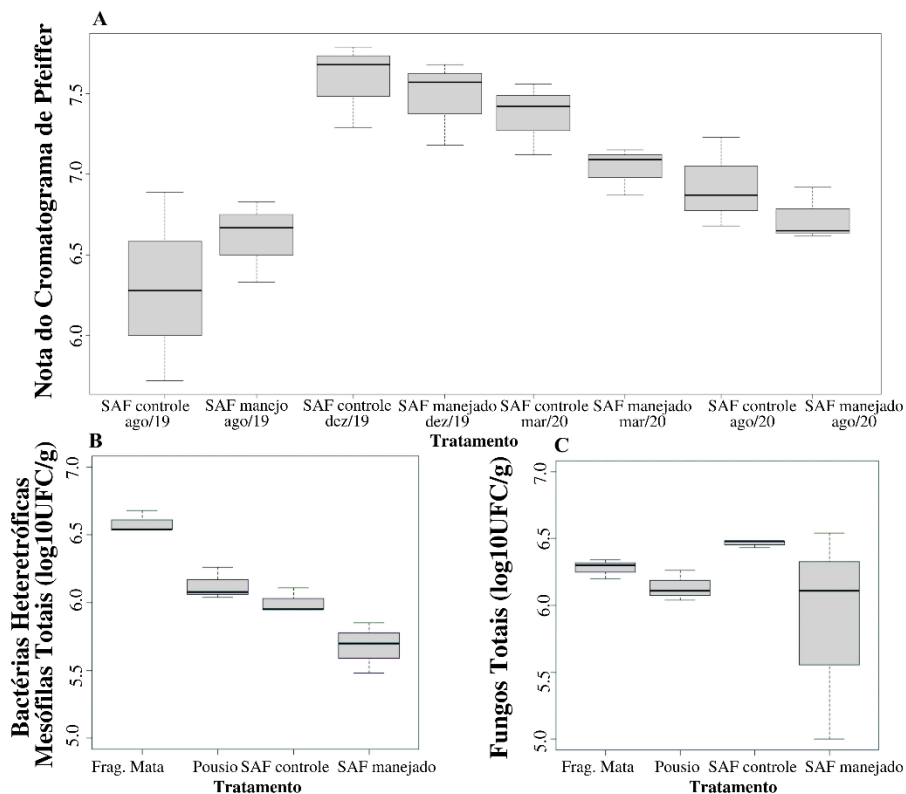 A
Nota do Cromatograma de Pfeiffer
7.5
7.0
6.5
6.0
SAF controle
ago/19
SAF manejo
ago/19
SAF controle
dez/19
SAF manejado
dez/19
SAF controle
mar/20
SAF manejado
mar/20
SAF controle
ago/20
SAF manejado
ago/20
Tratamento
B
Bactérias Heteretróficas
Mesófilas Totais (log10UFC/g)
7.0
6.5
6.0
5.5
5.0
Frag. Mata
Pousio
SAF controle
SAF manejado
Tratamento
C
Fungos Totais (log10UFC/g)
7.0
6.5
6.0
5.5
5.0
Frag. Mata
Pousio
SAF controle
SAF manejado
Tratamento